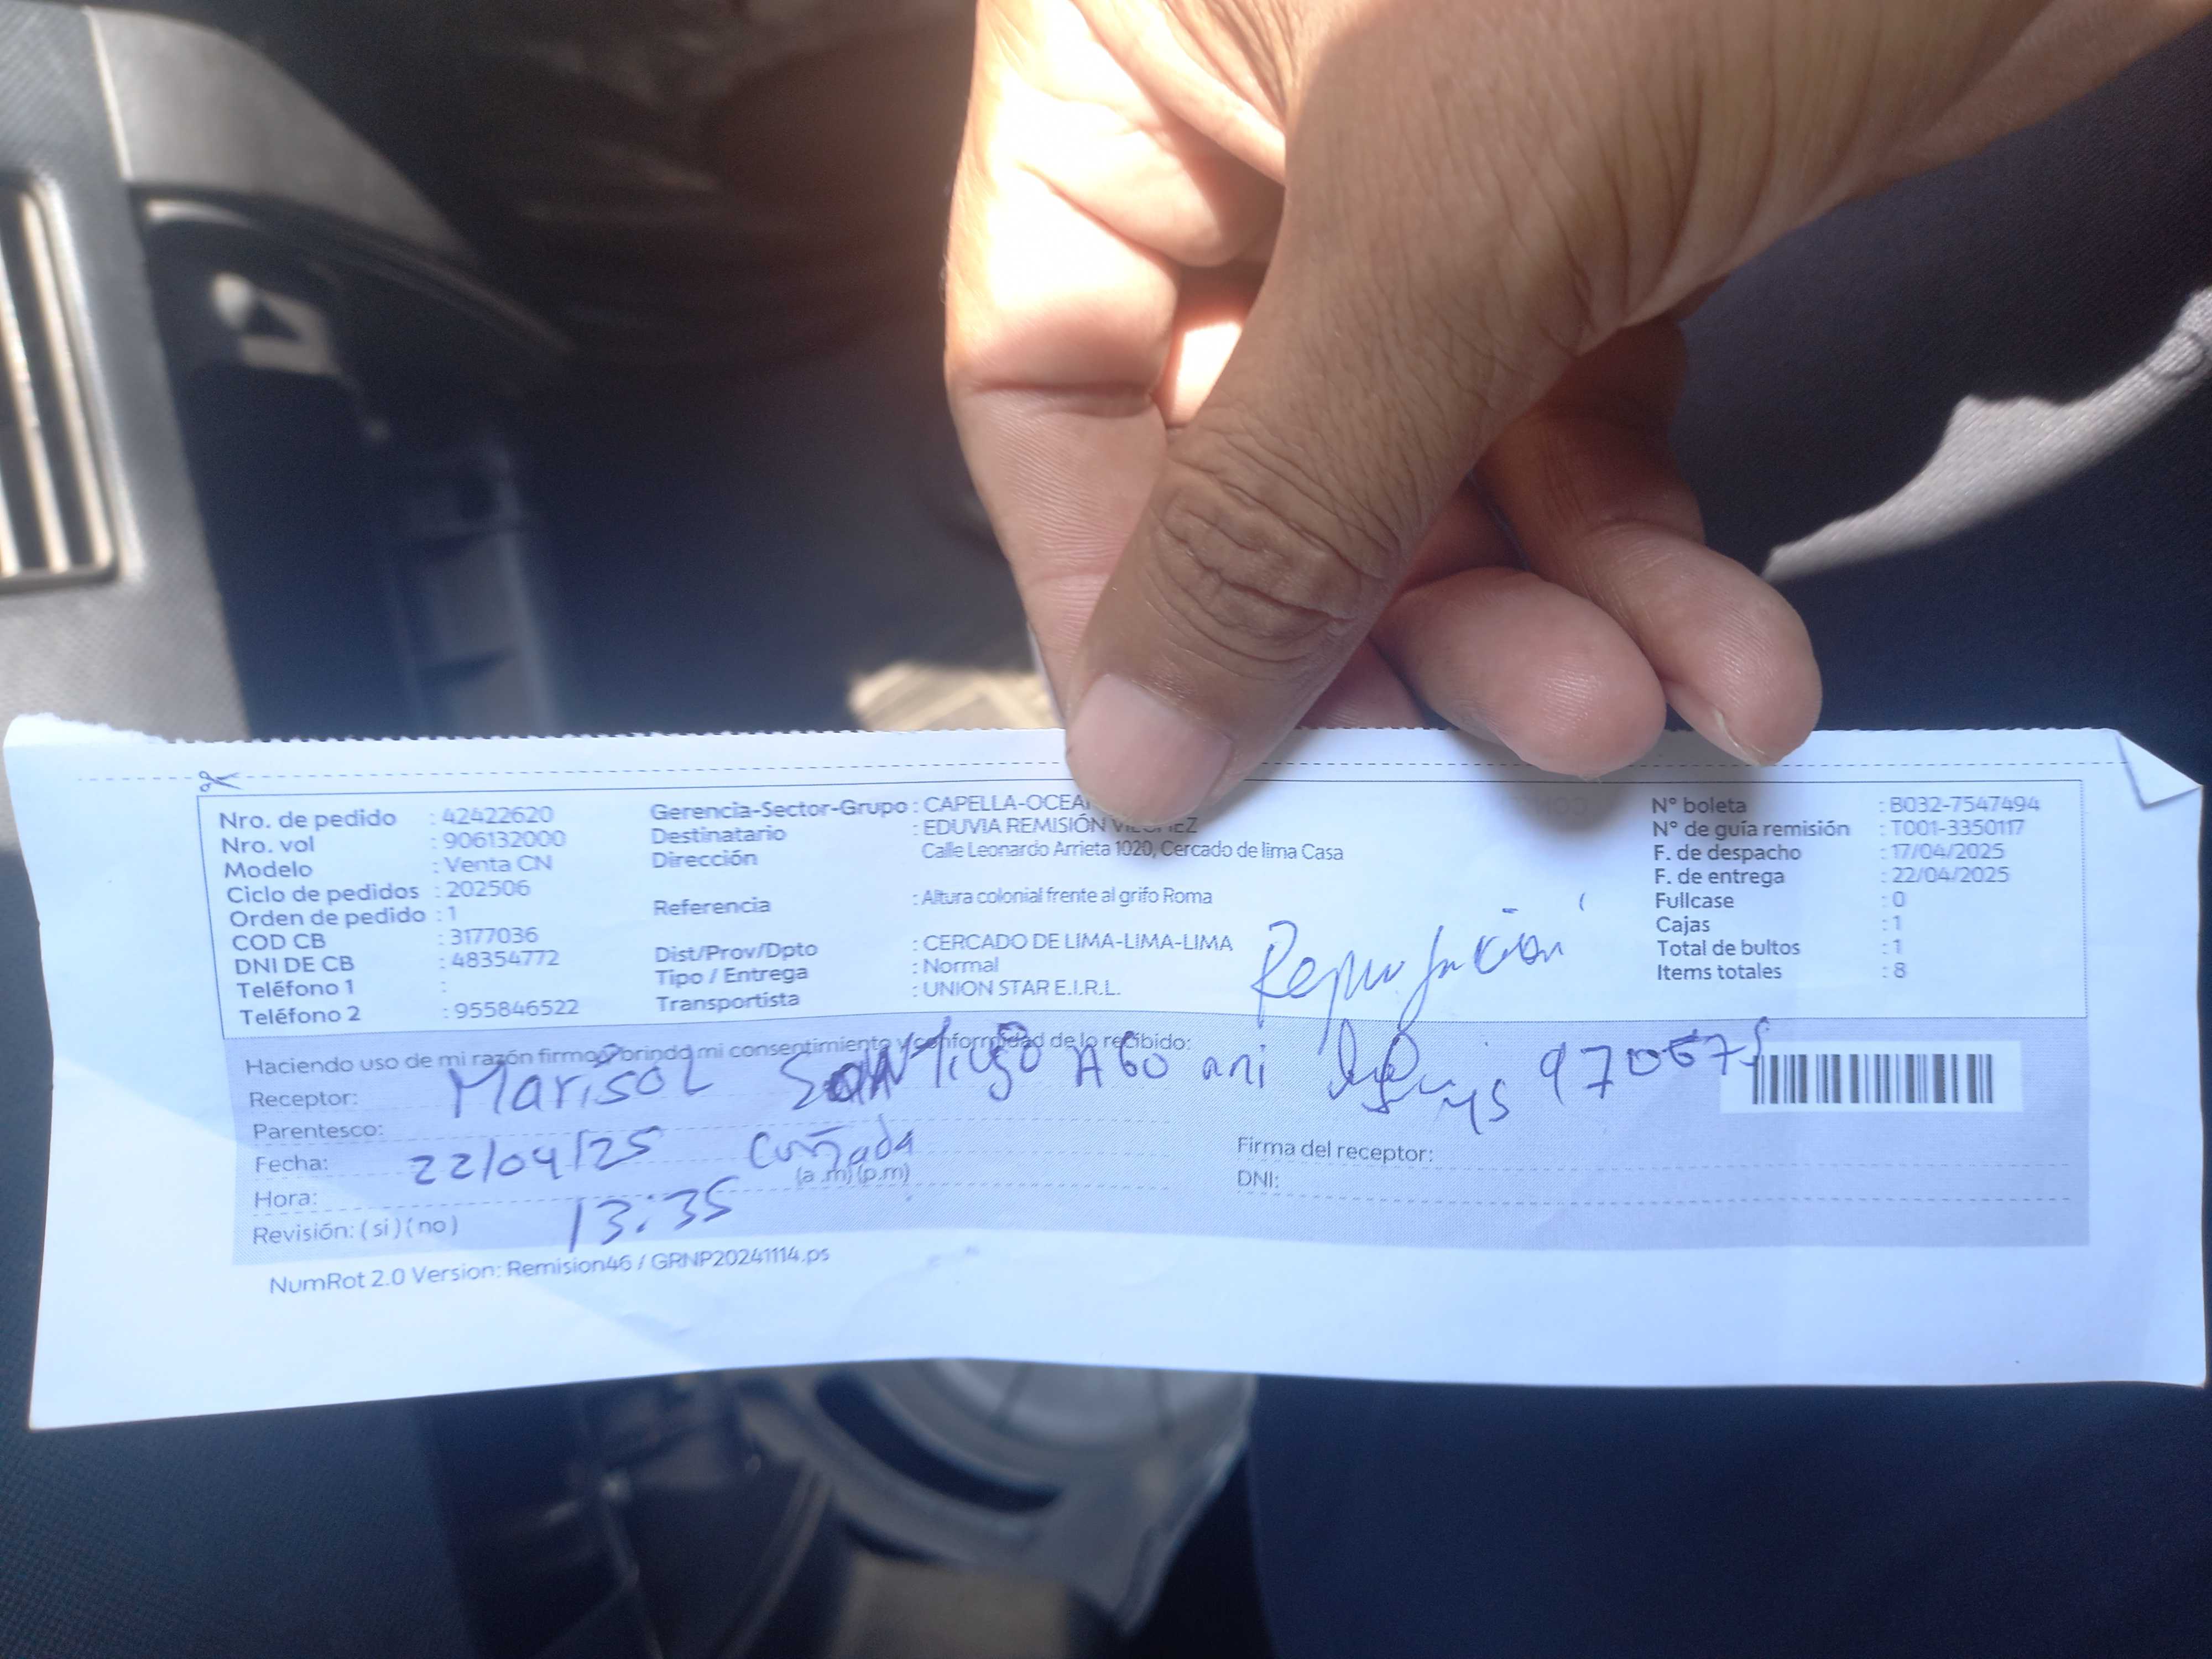 Nro. de pedido : 42422620
Nro. vol : 906132000
Modelo : Venta CN
Ciclo de pedidos : 202506
Orden de pedido : 1
COD CB : 3177036
DNI DE CB : 48354772
Teléfono 1 :
Teléfono 2 : 955846522
Gerencia-Sector-Grupo : CAPELLA-OCEA
Destinatario : EDUVIA REMISIÓN
Dirección Calle Leonardo Arrieta 1020, Cercado de lima Casa
Referencia : Altura colonial frente al grifo Roma
Dist/Prov/Dpto : CERCADO DE LIMA-LIMA-LIMA
Tipo / Entrega : Normal
Transportista : UNION STAR E.I.R.L.
N° boleta : B032-7547494
N° de guía remisión : T001-3350117
F. de despacho : 17/04/2025
F. de entrega : 22/04/2025
Fullcase : 0
Cajas : 1
Total de bultos : 1
Items totales : 8
Haciendo uso de mi razón firmo y brindo mi consentimiento y conformidad de lo recibido:
Receptor: Marisol
Parentesco: Cuñada
Fecha: 22/04/25
(a .m) (p.m)
Hora: 13:35
Revisión: ( si ) ( no )
Firma del receptor:
DNI:
NumRot 2.0 Version: Remision46 / GRNP20241114.ps